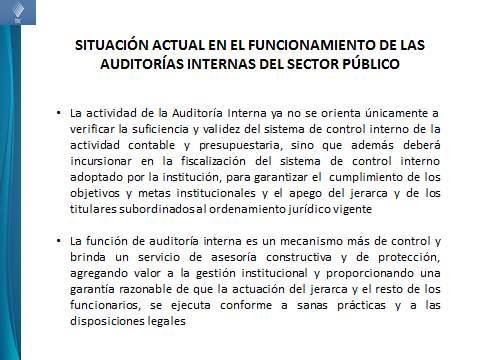 SITUACIÓN ACTUAL EN EL FUNCIONAMIENTO DE LAS
AUDITORÍAS INTERNAS DEL SECTOR PÚBLICO
• La actividad de la Auditoría Interna ya no se orienta únicamente a
verificar la suficiencia y validez del sistema de control interno de la
actividad contable y presupuestaria, sino que además deberá
incursionar en la fiscalización del sistema de control interno
adoptado por la institución, para garantizar el cumplimiento de los
objetivos y metas institucionales y el apego del jerarca y de los
titulares subordinados al ordenamiento jurídico vigente
• La función de auditoría interna es un mecanismo más de control y
brinda un servicio de asesoría constructiva y de protección,
agregando valor a la gestión institucional y proporcionando una
garantía razonable de que la actuación del jerarca y el resto de los
funcionarios, se ejecuta conforme a sanas prácticas y a las
disposiciones legales